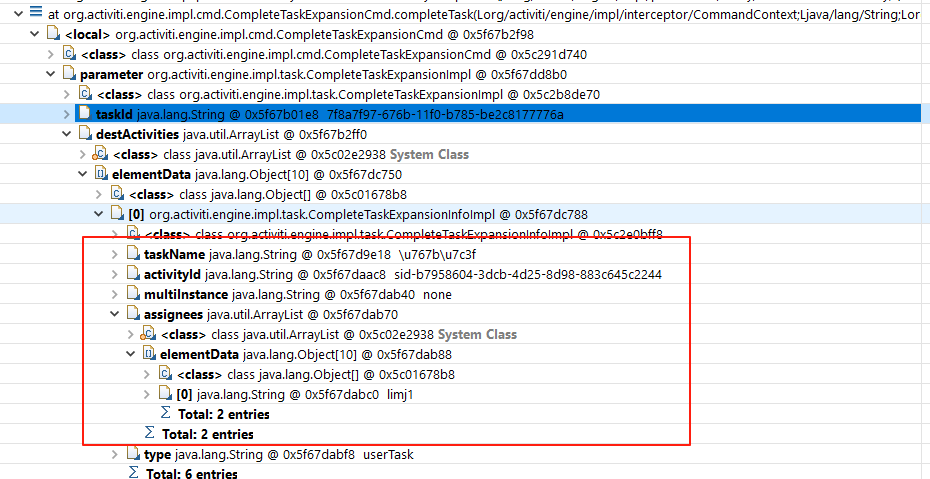 at org.activiti.engine.impl.cmd.CompleteTaskExpansionCmd.completeTask(Lorg/activiti/engine/impl/interceptor/CommandContext;Ljava/lang/String;Lor
<local> org.activiti.engine.impl.cmd.CompleteTaskExpansionCmd @ 0x5f67b2f98
<class> class org.activiti.engine.impl.cmd.CompleteTaskExpansionCmd @ 0x5c291d740
parameter org.activiti.engine.impl.task.CompleteTaskExpansionImpl @ 0x5f67dd8b0
<class> class org.activiti.engine.impl.task.CompleteTaskExpansionImpl @ 0x5c2b8de70
taskId java.lang.String @ 0x5f67b01e8 7f8a7f97-676b-11f0-b785-be2c8177776a
destActivities java.util.ArrayList @ 0x5f67b2ff0
<class> class java.util.ArrayList @ 0x5c02e2938 System Class
elementData java.lang.Object[10] @ 0x5f67dc750
<class> class java.lang.Object[] @ 0x5c01678b8
[0] org.activiti.engine.impl.task.CompleteTaskExpansionInfoImpl @ 0x5f67dc788
<class> class org.activiti.engine.impl.task.CompleteTaskExpansionInfoImpl @ 0x5c2e0bff8
taskName java.lang.String @ 0x5f67d9e18 \u767b\u7c3f
activityId java.lang.String @ 0x5f67daac8 sid-b7958604-3dcb-4d25-8d98-883c645c2244
multiInstance java.lang.String @ 0x5f67dab40 none
assignees java.util.ArrayList @ 0x5f67dab70
<class> class java.util.ArrayList @ 0x5c02e2938 System Class
elementData java.lang.Object[10] @ 0x5f67dab88
<class> class java.lang.Object[] @ 0x5c01678b8
[0] java.lang.String @ 0x5f67dabc0 limj1
Σ Total: 2 entries
Σ Total: 2 entries
type java.lang.String @ 0x5f67dabf8 userTask
Σ Total: 6 entries